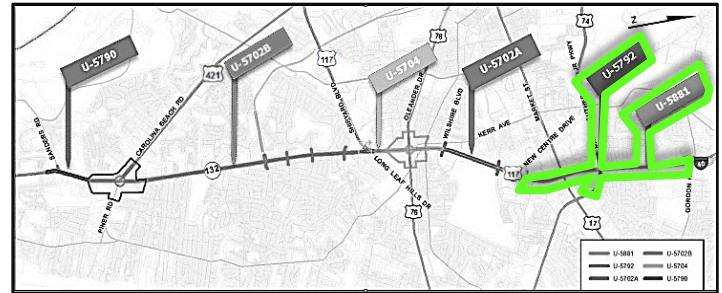 U-5790
U-5702B
U-5704
U-5702A
U-5792
U-5881
SANDERS RD
CAROLINA BEACH RD
421
117
76
OLEANDER DR
WILSHIRE BLVD
KERR AVE
MARKET ST
NEW CENTRE DRIVE
74
Z
PINER RD
132
LONG LEAF HILLS DR
76
117
17
40
GORDON
U-5881
U-5792
U-5702A
U-5702B
U-5704
U-5790